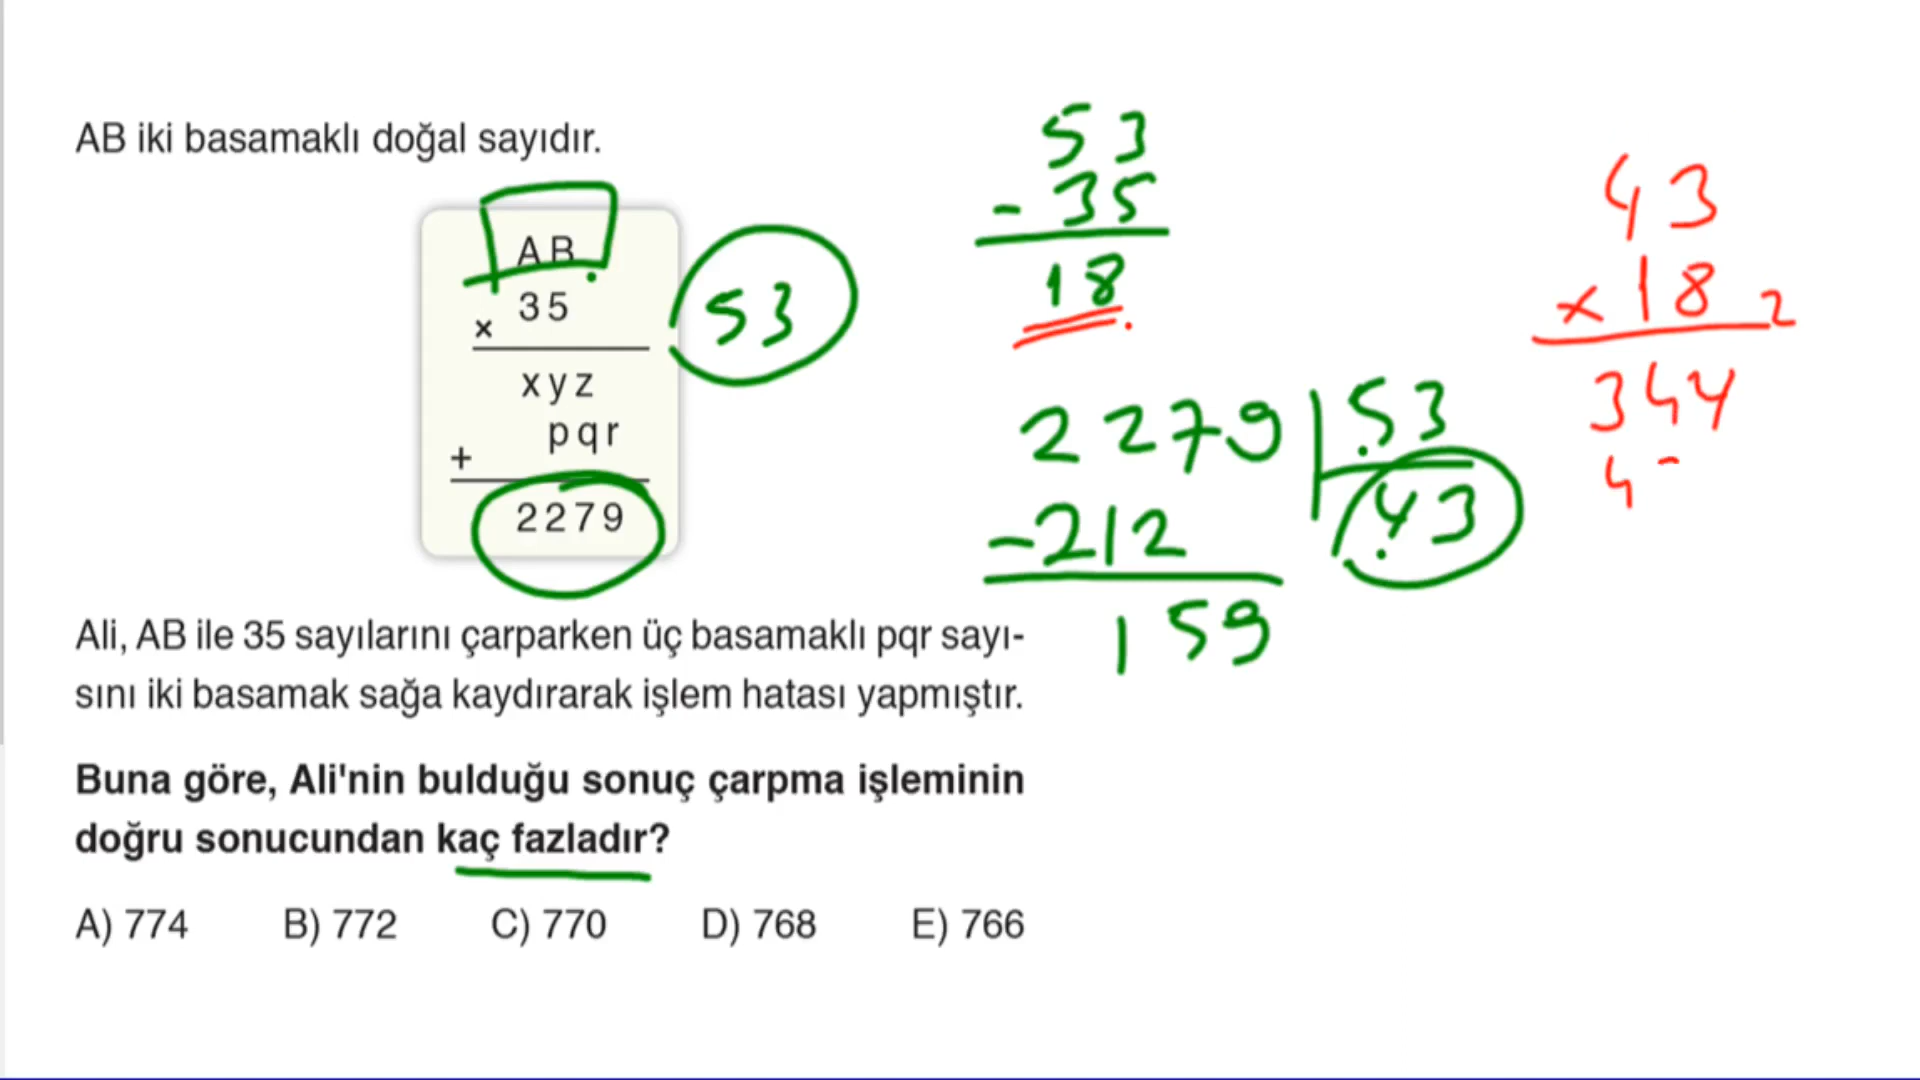 AB iki basamaklı doğal sayıdır.
AB
35
×
xyz
pqr
+
2279
53
Ali, AB ile 35 sayılarını çarparken üç basamaklı pqr sayı-
sını iki basamak sağa kaydırarak işlem hatası yapmıştır.
Buna göre, Ali'nin bulduğu sonuç çarpma işleminin
doğru sonucundan kaç fazladır?
A) 774 B) 772 C) 770 D) 768 E) 766
53
- 35
18
2279 53
-212 43
159
43
x 18 2
344
4